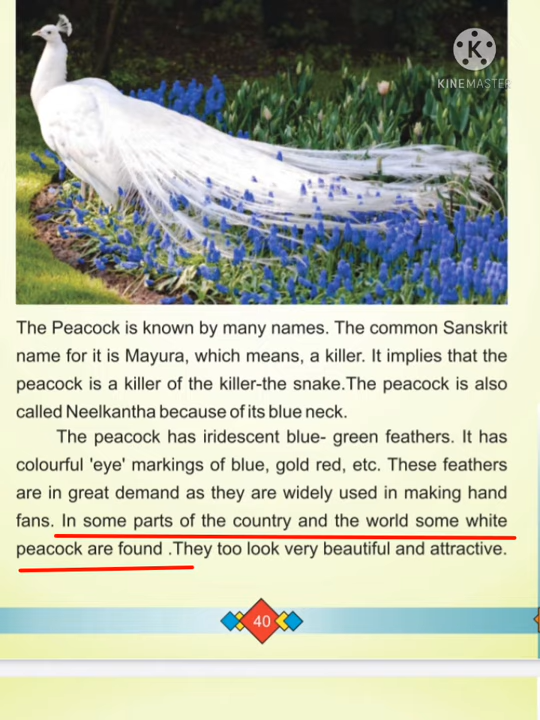 K
KINEMASTER
The Peacock is known by many names. The common Sanskrit
name for it is Mayura, which means, a killer. It implies that the
peacock is a killer of the killer-the snake.The peacock is also
called Neelkantha because of its blue neck.
The peacock has iridescent blue- green feathers. It has
colourful 'eye' markings of blue, gold red, etc. These feathers
are in great demand as they are widely used in making hand
fans. In some parts of the country and the world some white
peacock are found .They too look very beautiful and attractive.
40